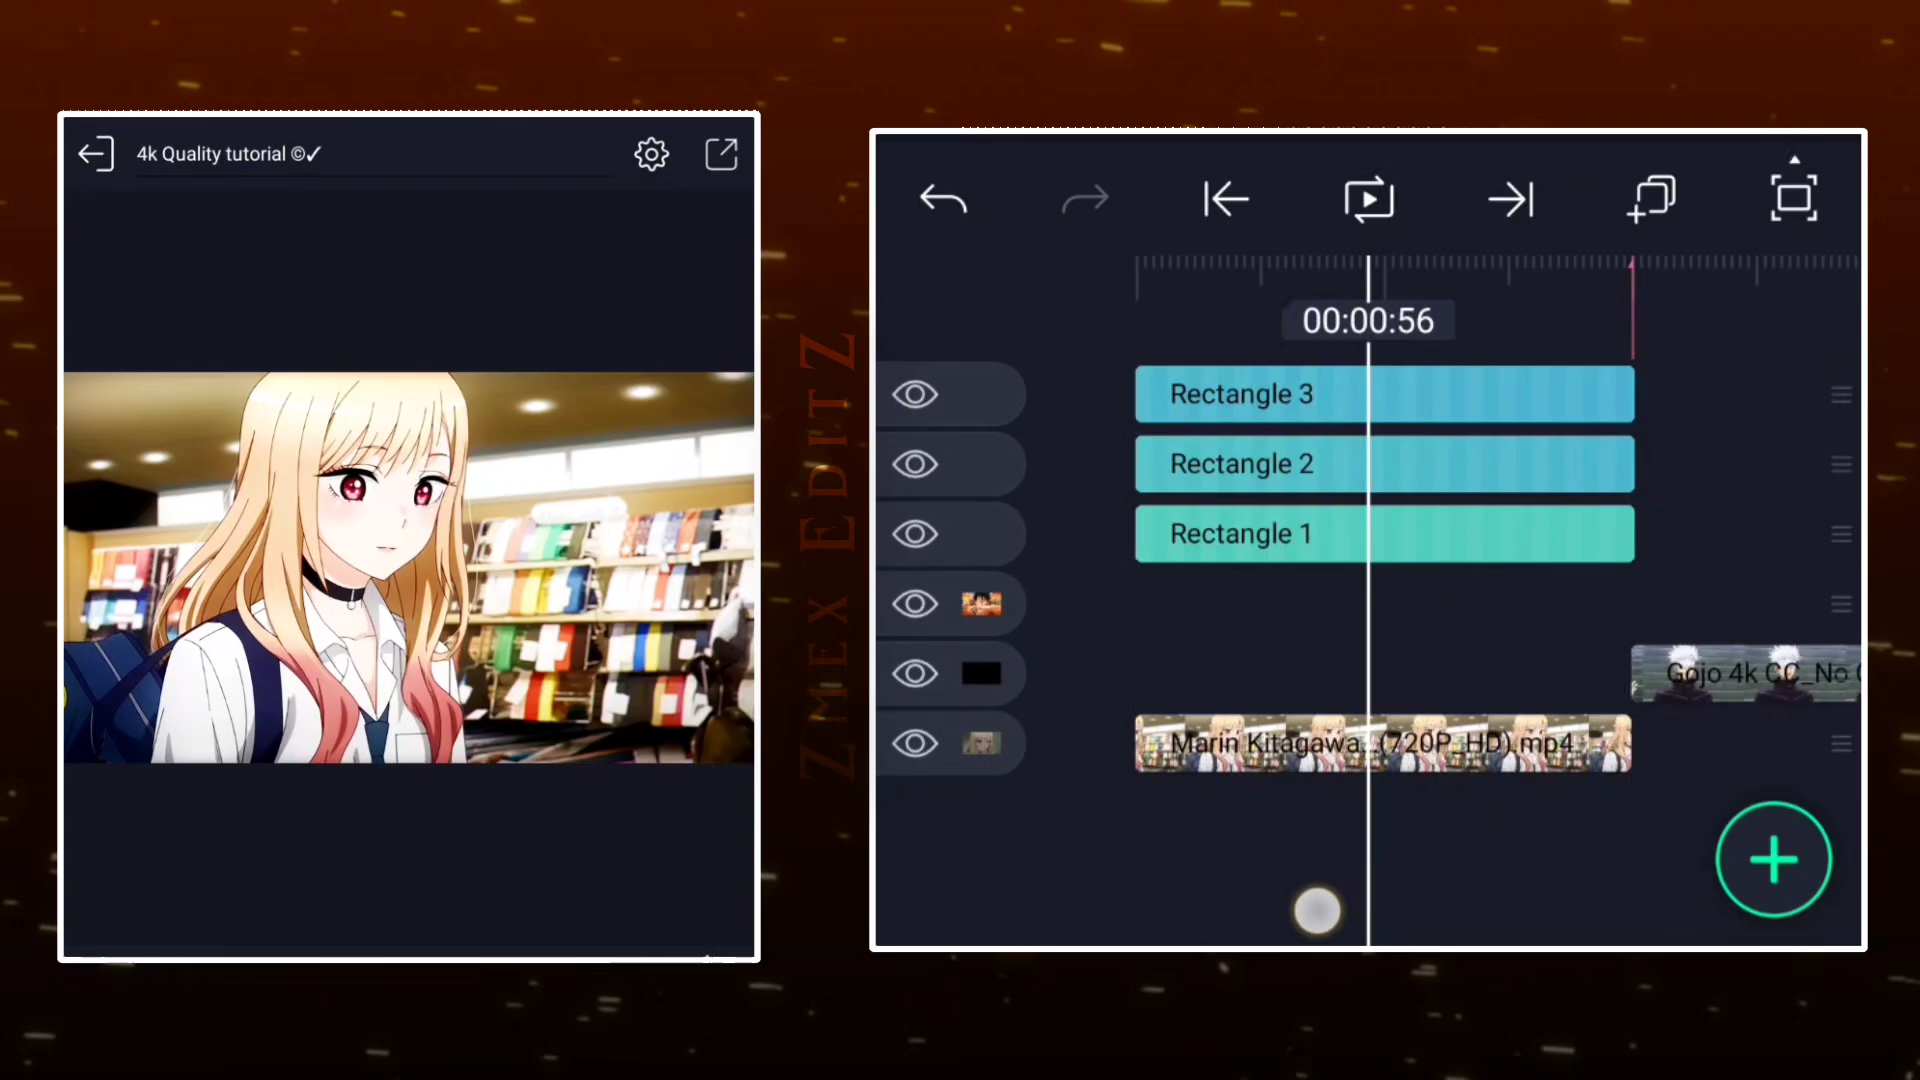 4k Quality tutorial ©✓
ZMEX EDITZ
00:00:56
Rectangle 3
Rectangle 2
Rectangle 1
Gojo 4k CC_No
Marin Kitagawa...(720P_HD).mp4